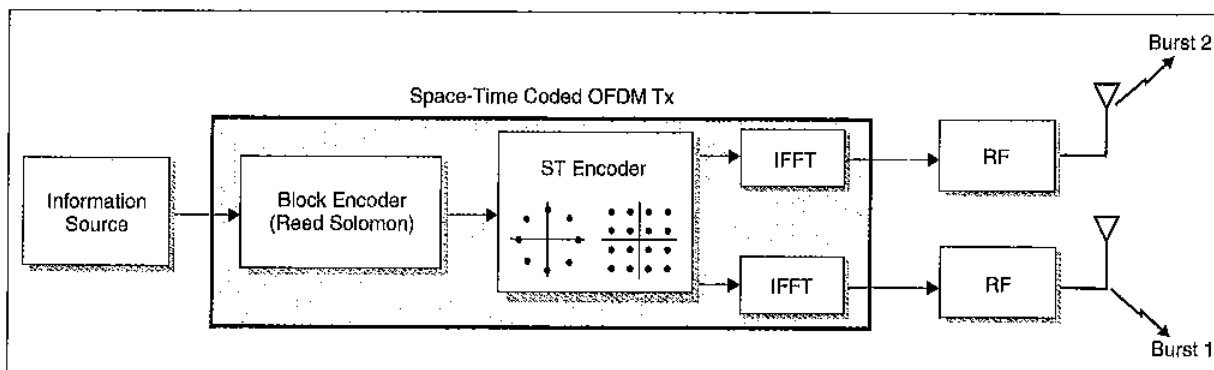 Burst 2
Space-Time Coded OFDM Tx
Information
Source
Block Encoder
(Reed Solomon)
ST Encoder
IFFT
RF
IFFT
RF
Burst 1